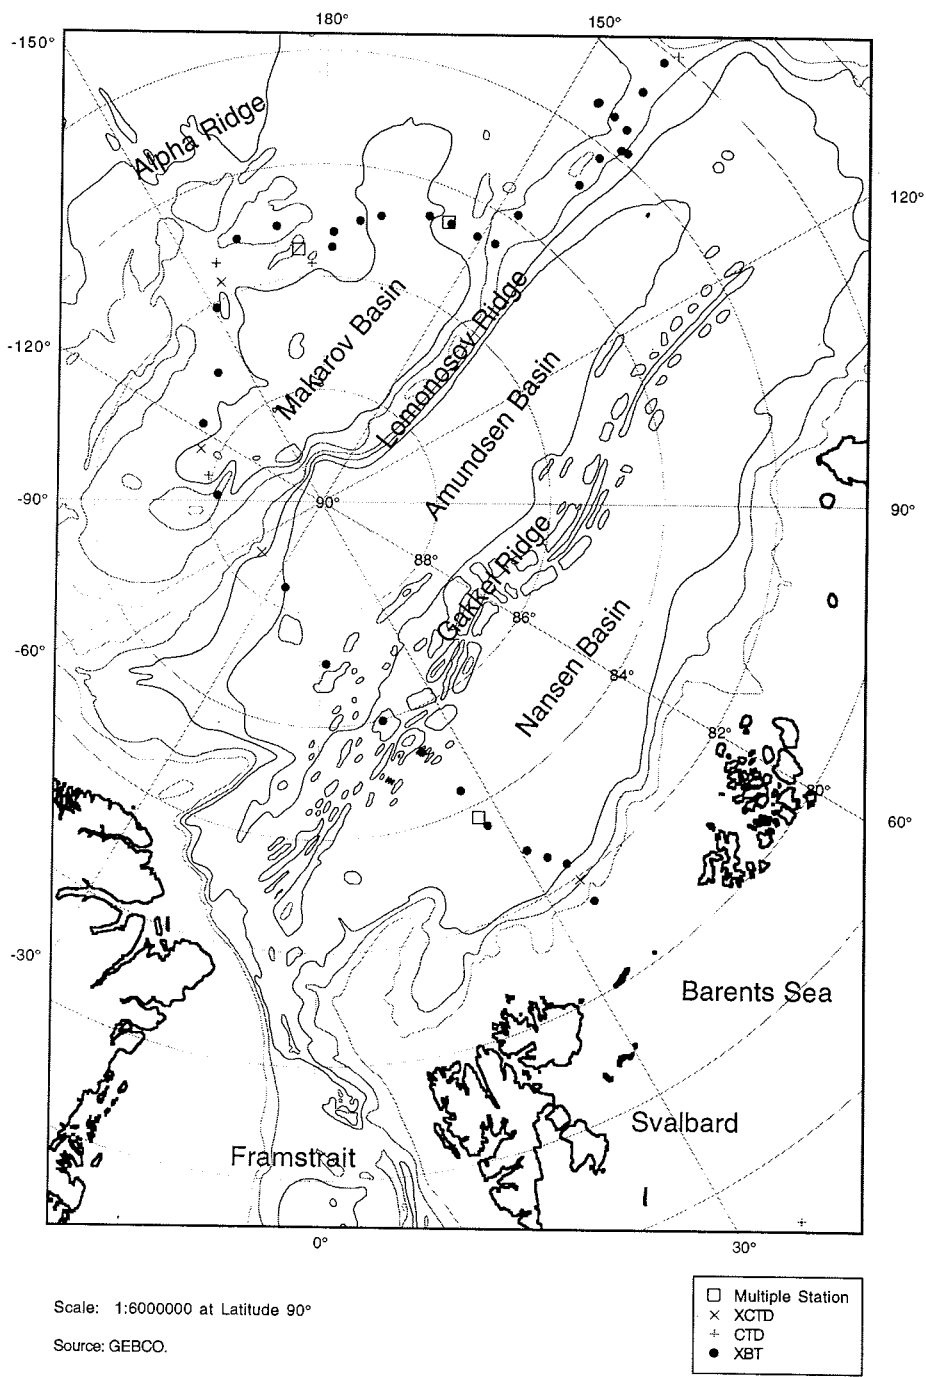 180°
150°
-150°
Alpha Ridge
120°
Makarov Basin
Lomonosov Ridge
-120°
Amundsen Basin
-90°
90°
90°
88°
Gakkel Ridge
86°
Nansen Basin
-60°
84°
82°
80°
60°
-30°
Barents Sea
Svalbard
Framstrait
0°
30°
Scale: 1:6000000 at Latitude 90°
Source: GEBCO.
Multiple Station
XCTD
CTD
XBT